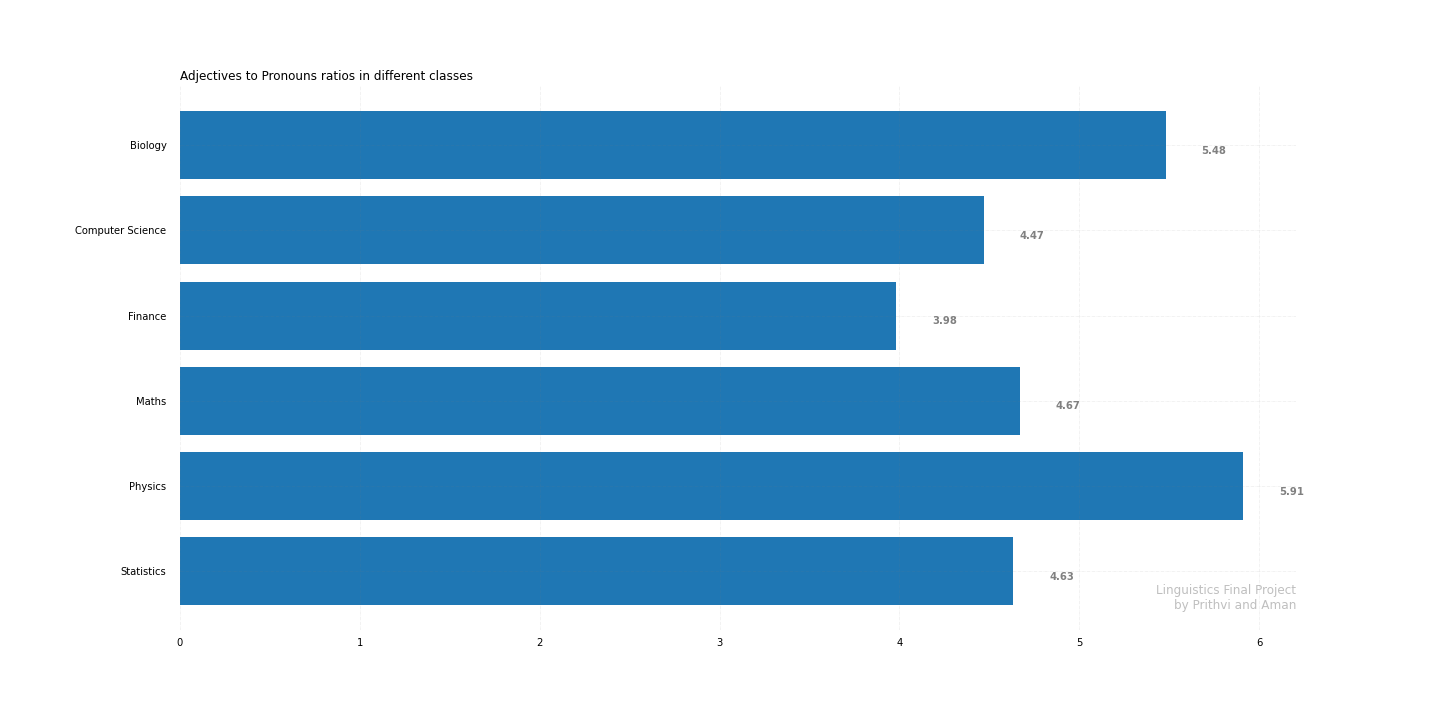 Adjectives to Pronouns ratios in different classes
Biology
5.48
Computer Science
4.47
Finance
3.98
Maths
4.67
Physics
5.91
Statistics
4.63
Linguistics Final Project
by Prithvi and Aman
0 1 2 3 4 5 6